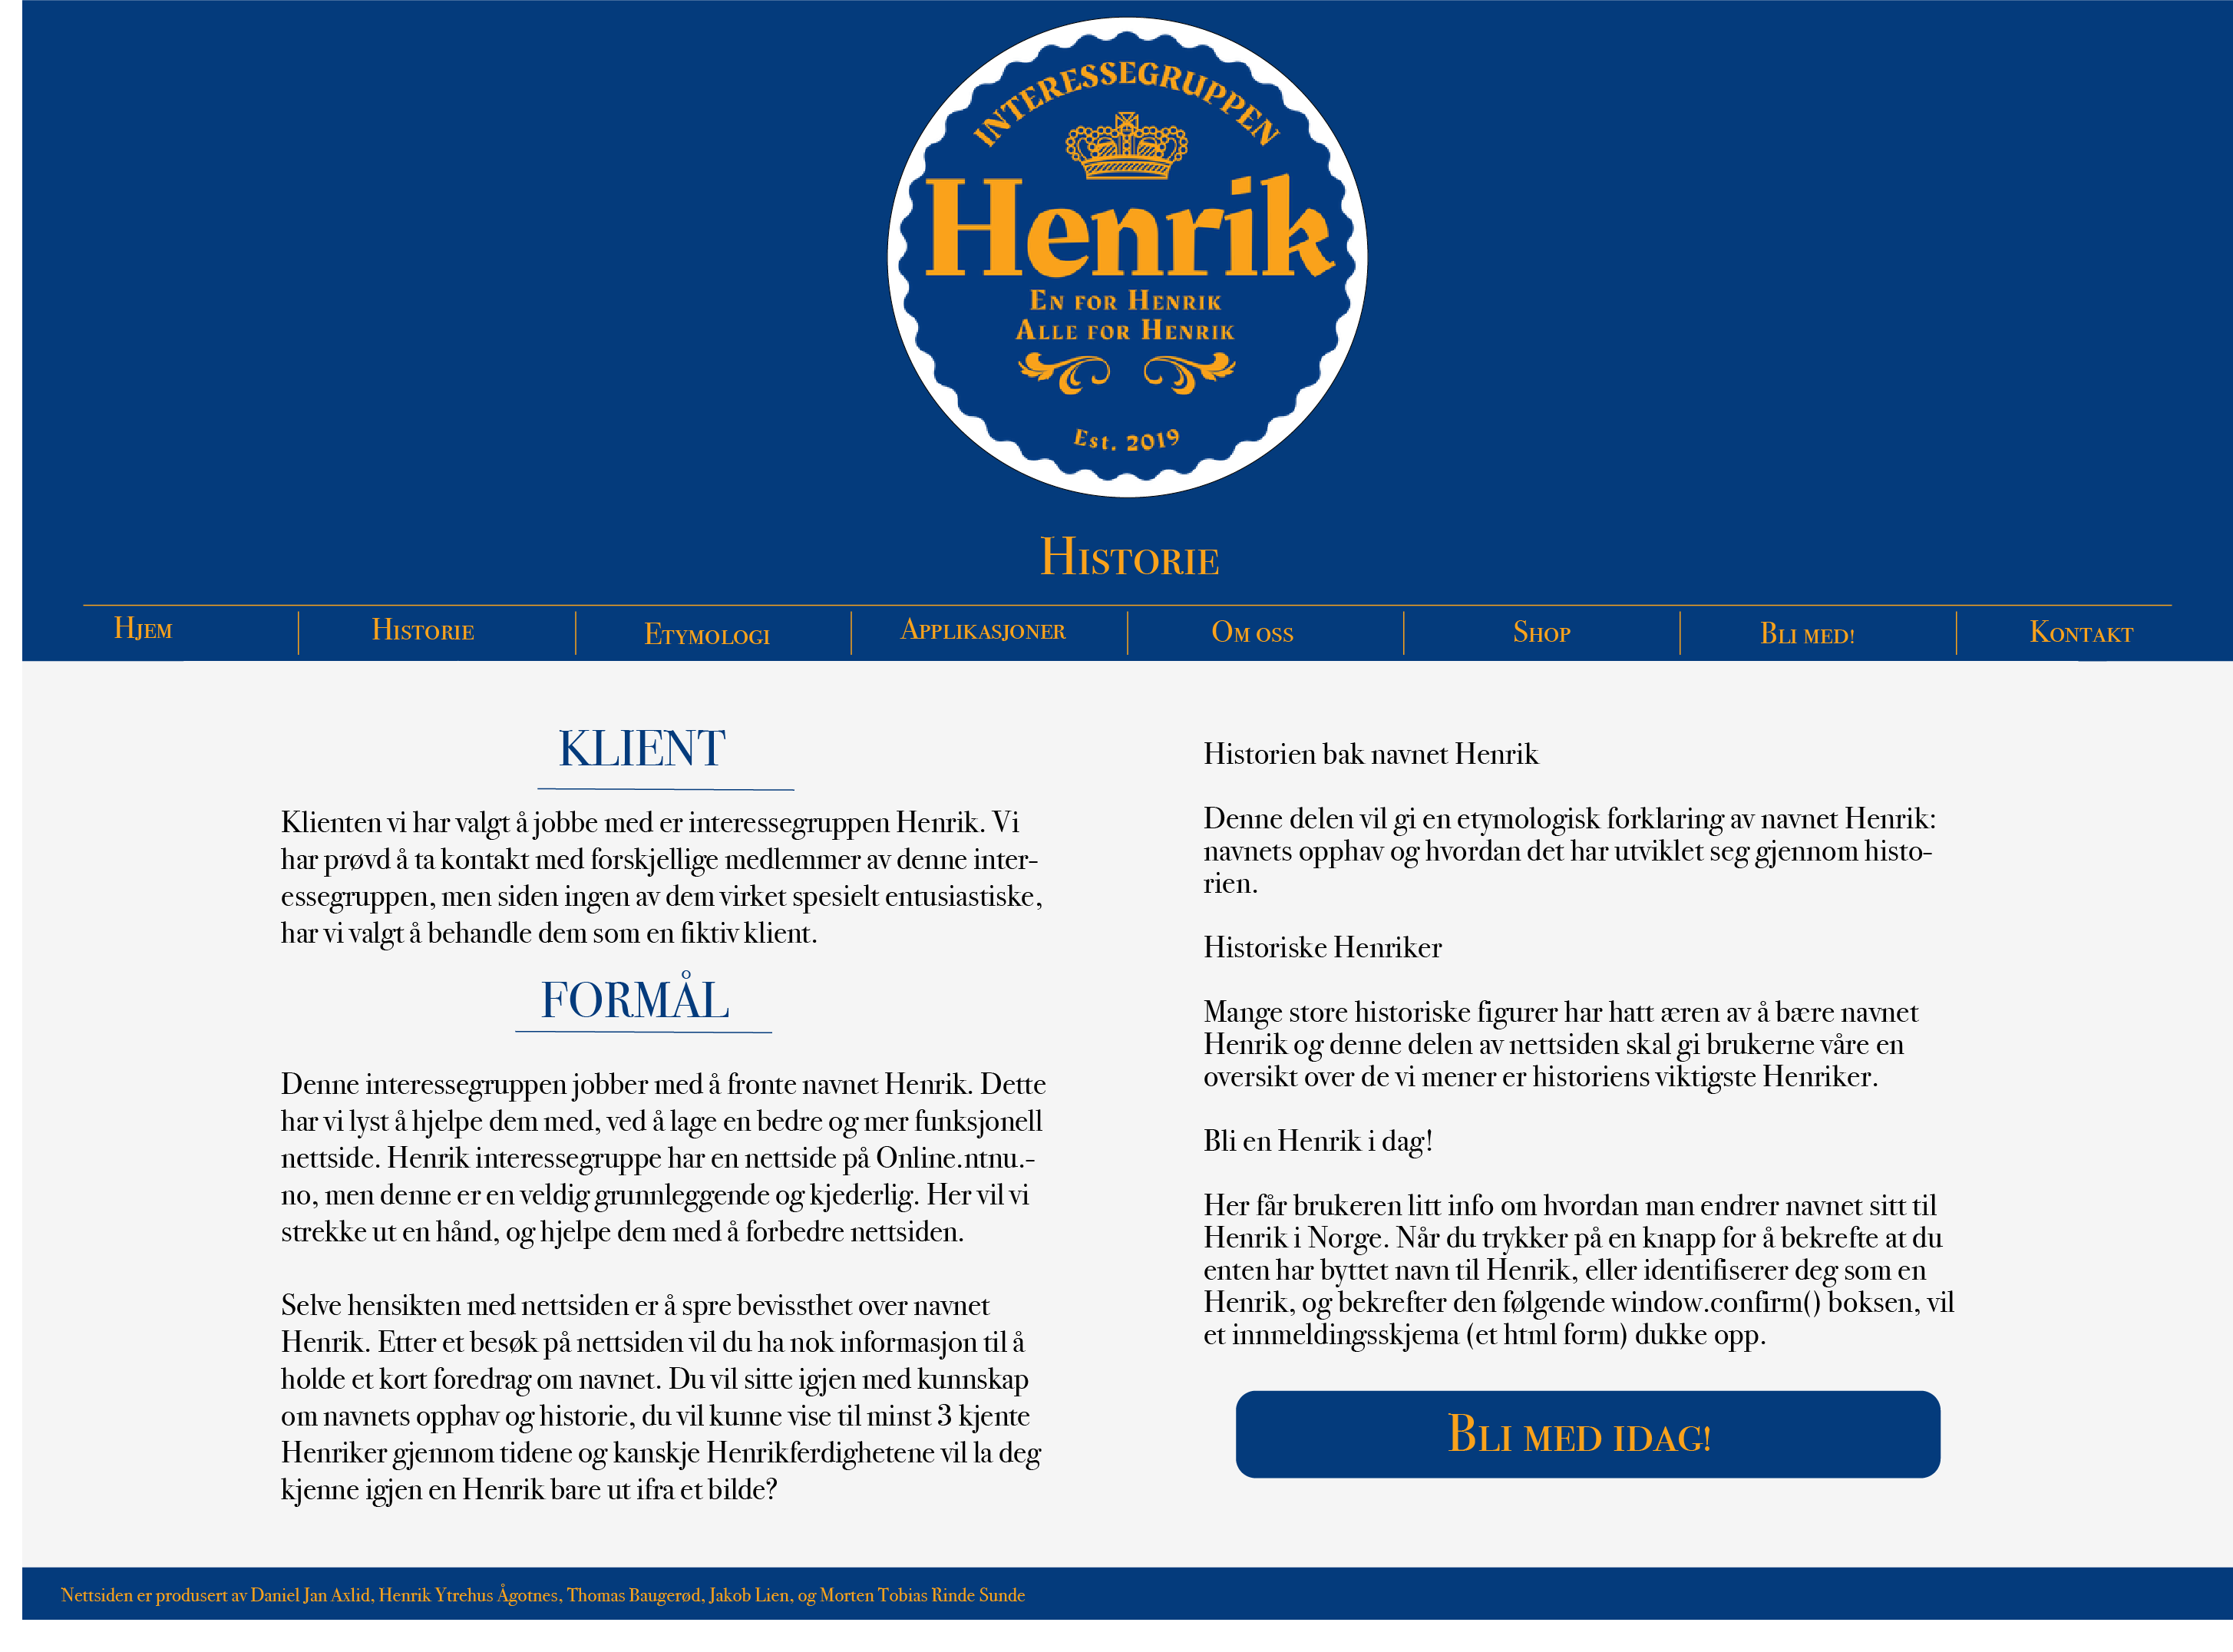 INTERESSEGRUPPEN
Henrik
En for Henrik
Alle for Henrik
Est. 2019
Historie
Hjem
Historie
Etymologi
Applikasjoner
Om oss
Shop
Bli med!
Kontakt
KLIENT
Klienten vi har valgt å jobbe med er interessegruppen Henrik. Vi
har prøvd å ta kontakt med forskjellige medlemmer av denne inter-
essegruppen, men siden ingen av dem virket spesielt entusiastiske,
har vi valgt å behandle dem som en fiktiv klient.
FORMÅL
Denne interessegruppen jobber med å fronte navnet Henrik. Dette
har vi lyst å hjelpe dem med, ved å lage en bedre og mer funksjonell
nettside. Henrik interessegruppe har en nettside på Online.ntnu.-
no, men denne er en veldig grunnleggende og kjederlig. Her vil vi
strekke ut en hånd, og hjelpe dem med å forbedre nettsiden.
Selve hensikten med nettsiden er å spre bevissthet over navnet
Henrik. Etter et besøk på nettsiden vil du ha nok informasjon til å
holde et kort foredrag om navnet. Du vil sitte igjen med kunnskap
om navnets opphav og historie, du vil kunne vise til minst 3 kjente
Henriker gjennom tidene og kanskje Henrikferdighetene vil la deg
kjenne igjen en Henrik bare ut ifra et bilde?
Historien bak navnet Henrik
Denne delen vil gi en etymologisk forklaring av navnet Henrik:
navnets opphav og hvordan det har utviklet seg gjennom histo-
rien.
Historiske Henriker
Mange store historiske figurer har hatt æren av å bære navnet
Henrik og denne delen av nettsiden skal gi brukerne våre en
oversikt over de vi mener er historiens viktigste Henriker.
Bli en Henrik i dag!
Her får brukeren litt info om hvordan man endrer navnet sitt til
Henrik i Norge. Når du trykker på en knapp for å bekrefte at du
enten har byttet navn til Henrik, eller identifiserer deg som en
Henrik, og bekrefter den følgende window.confirm() boksen, vil
et innmeldingsskjema (et html form) dukke opp.
Bli med idag!
Nettsiden er produsert av Daniel Jan Axlid, Henrik Ytrehus Ågotnes, Thomas Baugerød, Jakob Lien, og Morten Tobias Rinde Sunde